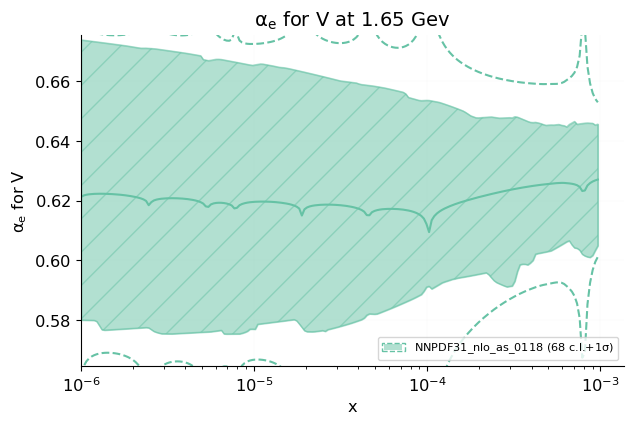 αₑ for V at 1.65 Gev
αₑ for V
0.66
0.64
0.62
0.60
0.58
NNPDF31_nlo_as_0118 (68 c.l.+1σ)
10⁻⁶
10⁻⁵
10⁻⁴
10⁻³
x